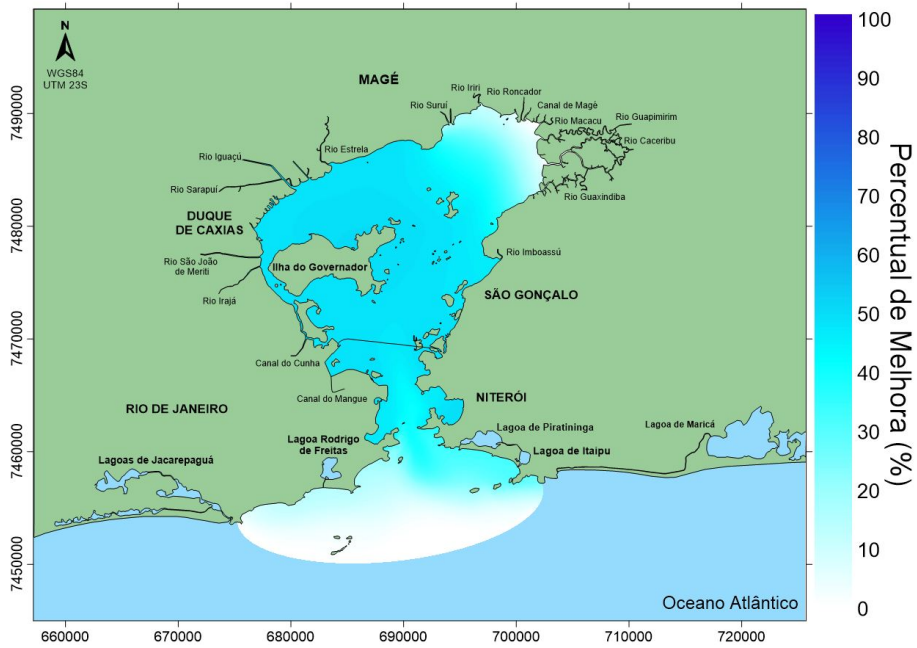 N
WGS84
UTM 23S
MAGÉ
Rio Iriri
Rio Roncador
Rio Suruí
Canal de Magé
Rio Macacu
Rio Guapimirim
Rio Caceribu
Rio Estrela
Rio Iguaçú
Rio Sarapuí
Rio Guaxindiba
DUQUE
DE CAXIAS
Rio São João
de Meriti
Ilha do Governador
Rio Imboassú
Rio Irajá
SÃO GONÇALO
Canal do Cunha
Canal do Mangue
RIO DE JANEIRO
NITERÓI
Lagoa de Piratininga
Lagoa de Maricá
Lagoa Rodrigo
de Freitas
Lagoa de Itaipu
Lagoas de Jacarepaguá
Oceano Atlântico
7490000
7480000
7470000
7460000
7450000
660000
670000
680000
690000
700000
710000
720000
100
90
80
70
60
50
40
30
20
10
0
Percentual de Melhora (%)